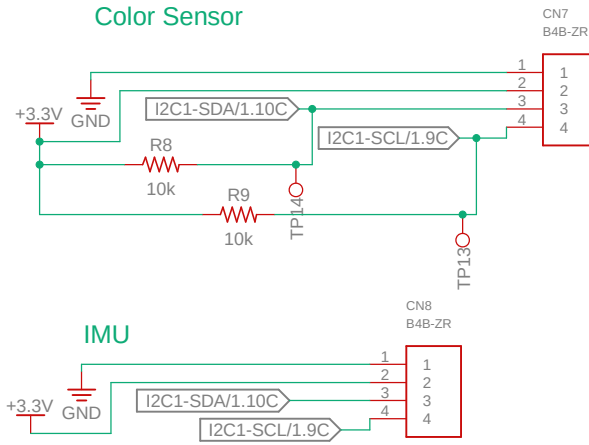 Color Sensor
CN7
B4B-ZR
1 1
2 2
I2C1-SDA/1.10C 3 3
+3.3V GND
I2C1-SCL/1.9C 4 4
R8
10k
TP14
R9
10k
TP13
CN8
B4B-ZR
IMU
1 1
2 2
I2C1-SDA/1.10C 3 3
+3.3V GND
I2C1-SCL/1.9C 4 4